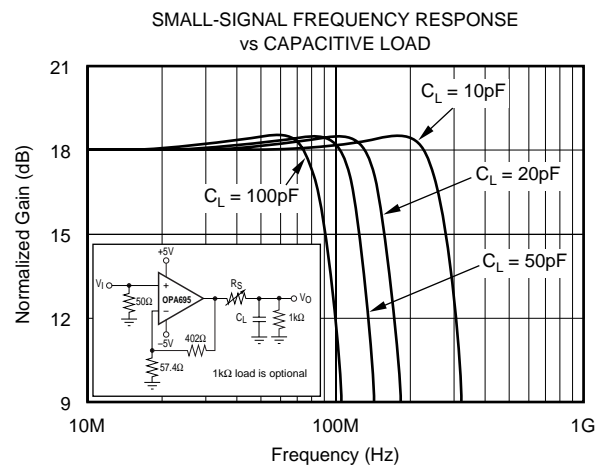 SMALL-SIGNAL FREQUENCY RESPONSE
vs CAPACITIVE LOAD
21
18
15
12
9
Normalized Gain (dB)
C_L = 10pF
C_L = 100pF
C_L = 20pF
C_L = 50pF
+5V
V_I
50Ω
+
OPA695
−
–5V
R_S
V_O
C_L
1kΩ
402Ω
57.4Ω
1kΩ load is optional
10M
100M
1G
Frequency (Hz)